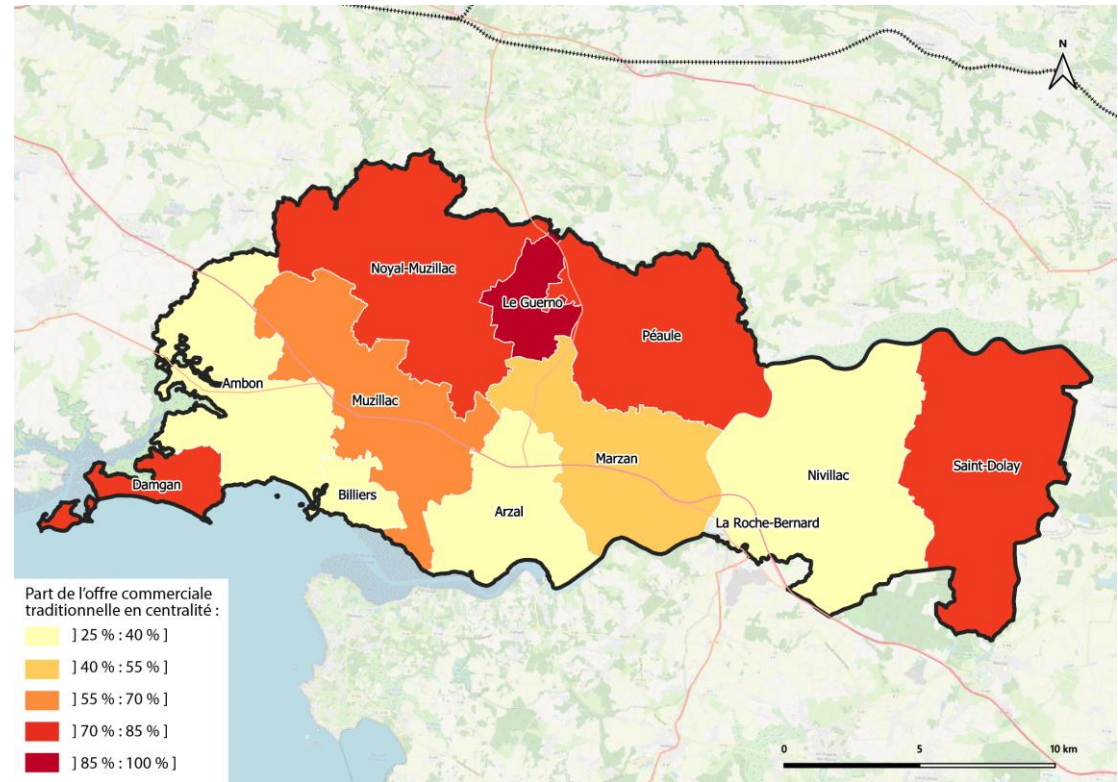 N
Noyal-Muzillac
Le Guerno
Péaule
Ambon
Muzillac
Marzan
Nivillac
Saint-Dolay
Damgan
Billiers
Arzal
La Roche-Bernard
Part de l'offre commerciale
traditionnelle en centralité :
] 25 % : 40 % ]
] 40 % : 55 % ]
] 55 % : 70 % ]
] 70 % : 85 % ]
] 85 % : 100 % ]
0 5 10 km